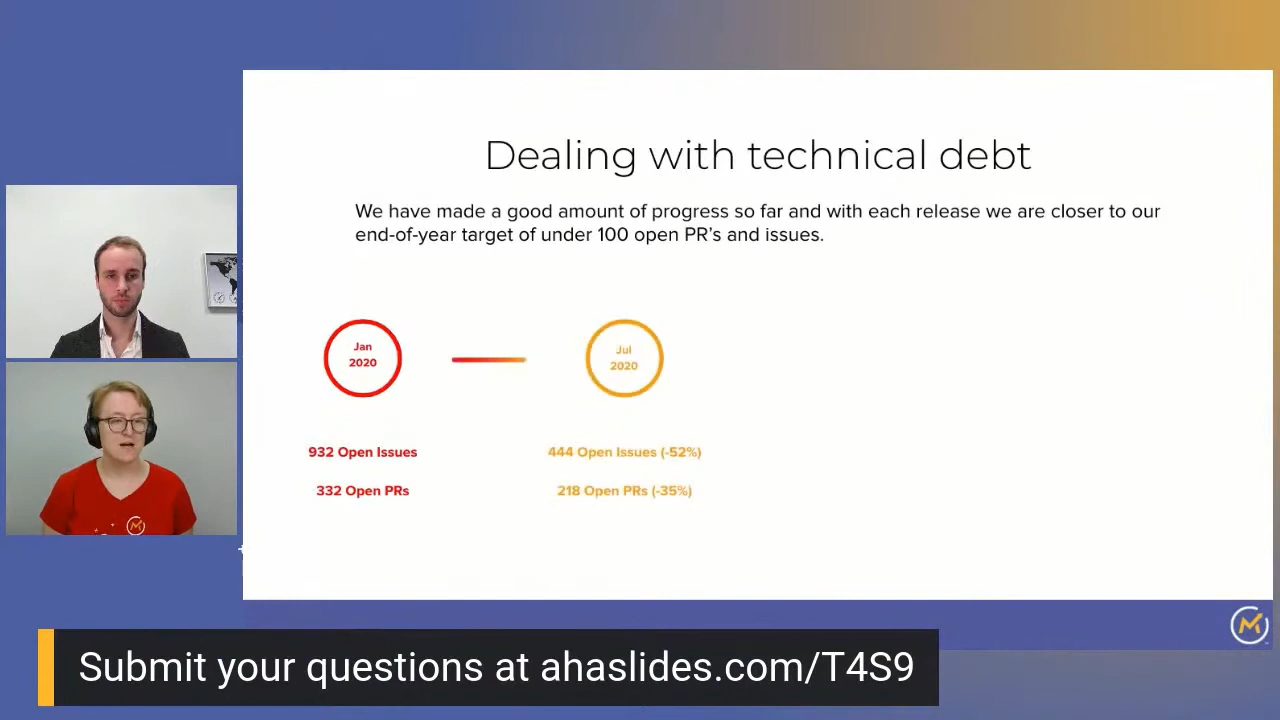 Dealing with technical debt
We have made a good amount of progress so far and with each release we are closer to our
end-of-year target of under 100 open PR's and issues.
Jan
2020
Jul
2020
932 Open Issues
444 Open Issues (-52%)
332 Open PRs
218 Open PRs (-35%)
Submit your questions at ahaslides.com/T4S9